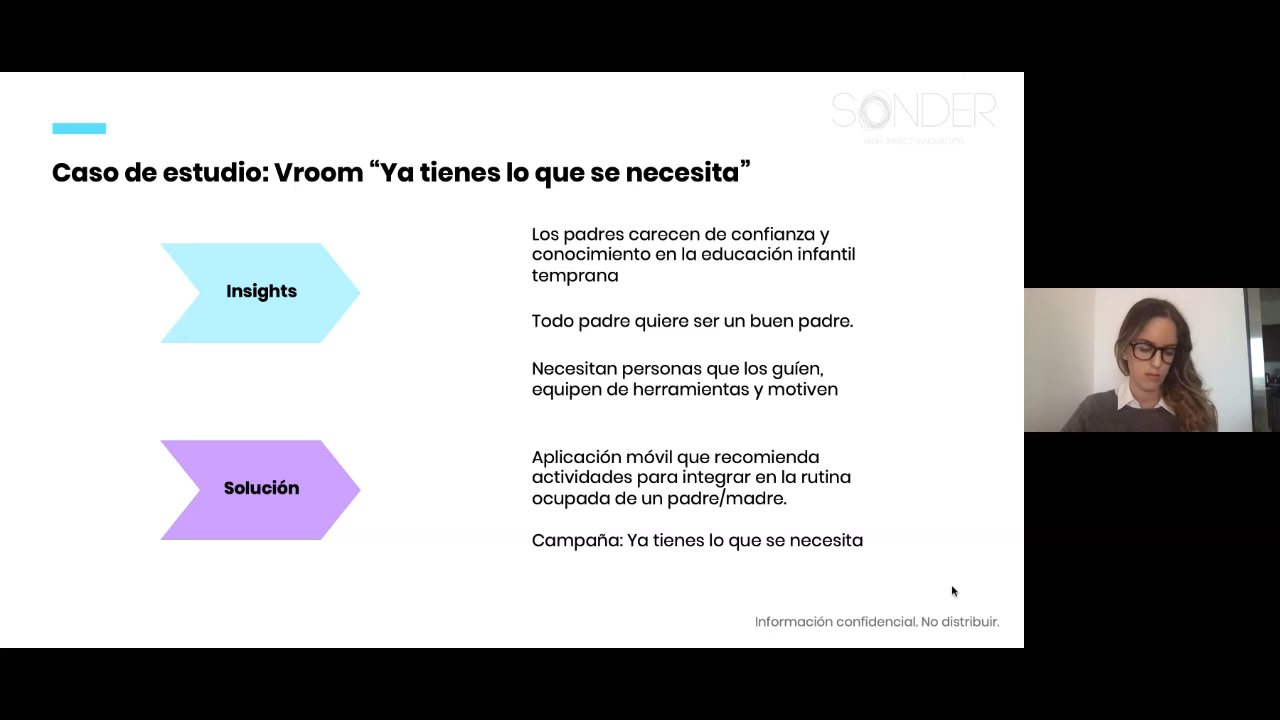 SONDER
HIGH IMPACT INNOVATION
Caso de estudio: Vroom “Ya tienes lo que se necesita”
Insights
Los padres carecen de confianza y
conocimiento en la educación infantil
temprana
Todo padre quiere ser un buen padre.
Necesitan personas que los guíen,
equipen de herramientas y motiven
Solución
Aplicación móvil que recomienda
actividades para integrar en la rutina
ocupada de un padre/madre.
Campaña: Ya tienes lo que se necesita
Información confidencial. No distribuir.